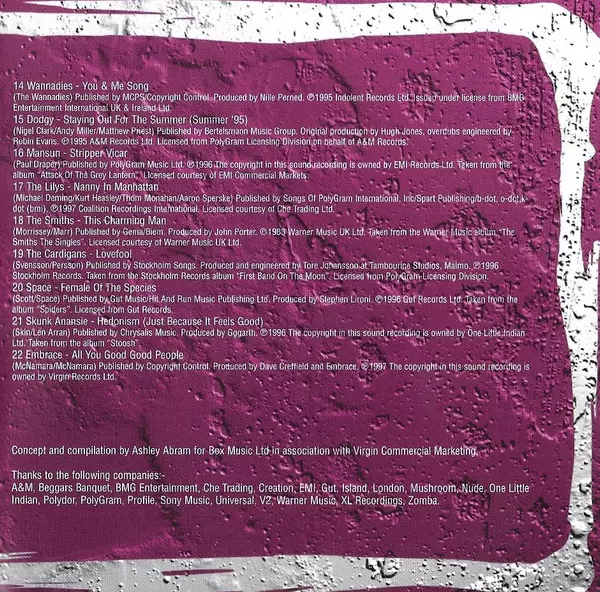 14 Wannadies - You & Me Song
(The Wannadies) Published by MCPS/Copyright Control. Produced by Nille Perned. ℗1995 Indolent Records Ltd. Issued under license from BMG
Entertainment International UK & Ireland Ltd.
15 Dodgy - Staying Out For The Summer (Summer '95)
(Nigel Clark/Andy Miller/Matthew Priest) Published by Bertelsmann Music Group. Original production by Hugh Jones, overdubs engineered by
Robin Evans. ℗1995 A&M Records Ltd. Licensed from PolyGram Licensing Division on behalf of A&M Records.
16 Mansun - Stripper Vicar
(Paul Draper) Published by PolyGram Music Ltd. ℗1996 The copyright in this sound recording is owned by EMI Records Ltd. Taken from the
album "Attack Of The Grey Lantern". Licensed courtesy of EMI Commercial Markets.
17 The Lilys - Nanny In Manhattan
(Michael Deming/Kurt Heasley/Thom Monahan/Aaron Sperske) Published by Songs Of PolyGram International, Inc/Spart Publishing/b-dot, o-dot, k-
dot (bmi). ℗1997 Coalition Recordings International. Licensed courtesy of Che Trading Ltd.
18 The Smiths - This Charming Man
(Morrissey/Marr) Published by Genia/Biem. Produced by John Porter. ℗1983 Warner Music UK Ltd. Taken from the Warner Music album, "The
Smiths The Singles". Licensed courtesy of Warner Music UK Ltd.
19 The Cardigans - Lovefool
(Svensson/Persson) Published by Stockholm Songs. Produced and engineered by Tore Johansson at Tambourine Studios, Malmo. ℗1996
Stockholm Records. Taken from the Stockholm Records album "First Band On The Moon". Licensed from PolyGram Licensing Division.
20 Space - Female Of The Species
(Scott/Space) Published by Gut Music/Hit And Run Music Publishing Ltd. Produced by Stephen Lironi. ℗1996 Gut Records Ltd. Taken from the
album "Spiders". Licensed from Gut Records.
21 Skunk Anansie - Hedonism (Just Because It Feels Good)
(Skin/Len Arran) Published by Chrysalis Music. Produced by Gggarth. ℗1996 The copyright in this sound recording is owned by One Little Indian
Ltd. Taken from the album "Stoosh".
22 Embrace - All You Good Good People
(McNamara/McNamara) Published by Copyright Control. Produced by Dave Creffield and Embrace. ℗1997 The copyright in this sound recording is
owned by Virgin Records Ltd.
Concept and compilation by Ashley Abram for Box Music Ltd in association with Virgin Commercial Marketing.
Thanks to the following companies:-
A&M, Beggars Banquet, BMG Entertainment, Che Trading, Creation, EMI, Gut, Island, London, Mushroom, Nude, One Little
Indian, Polydor, PolyGram, Profile, Sony Music, Universal, V2, Warner Music, XL Recordings, Zomba.